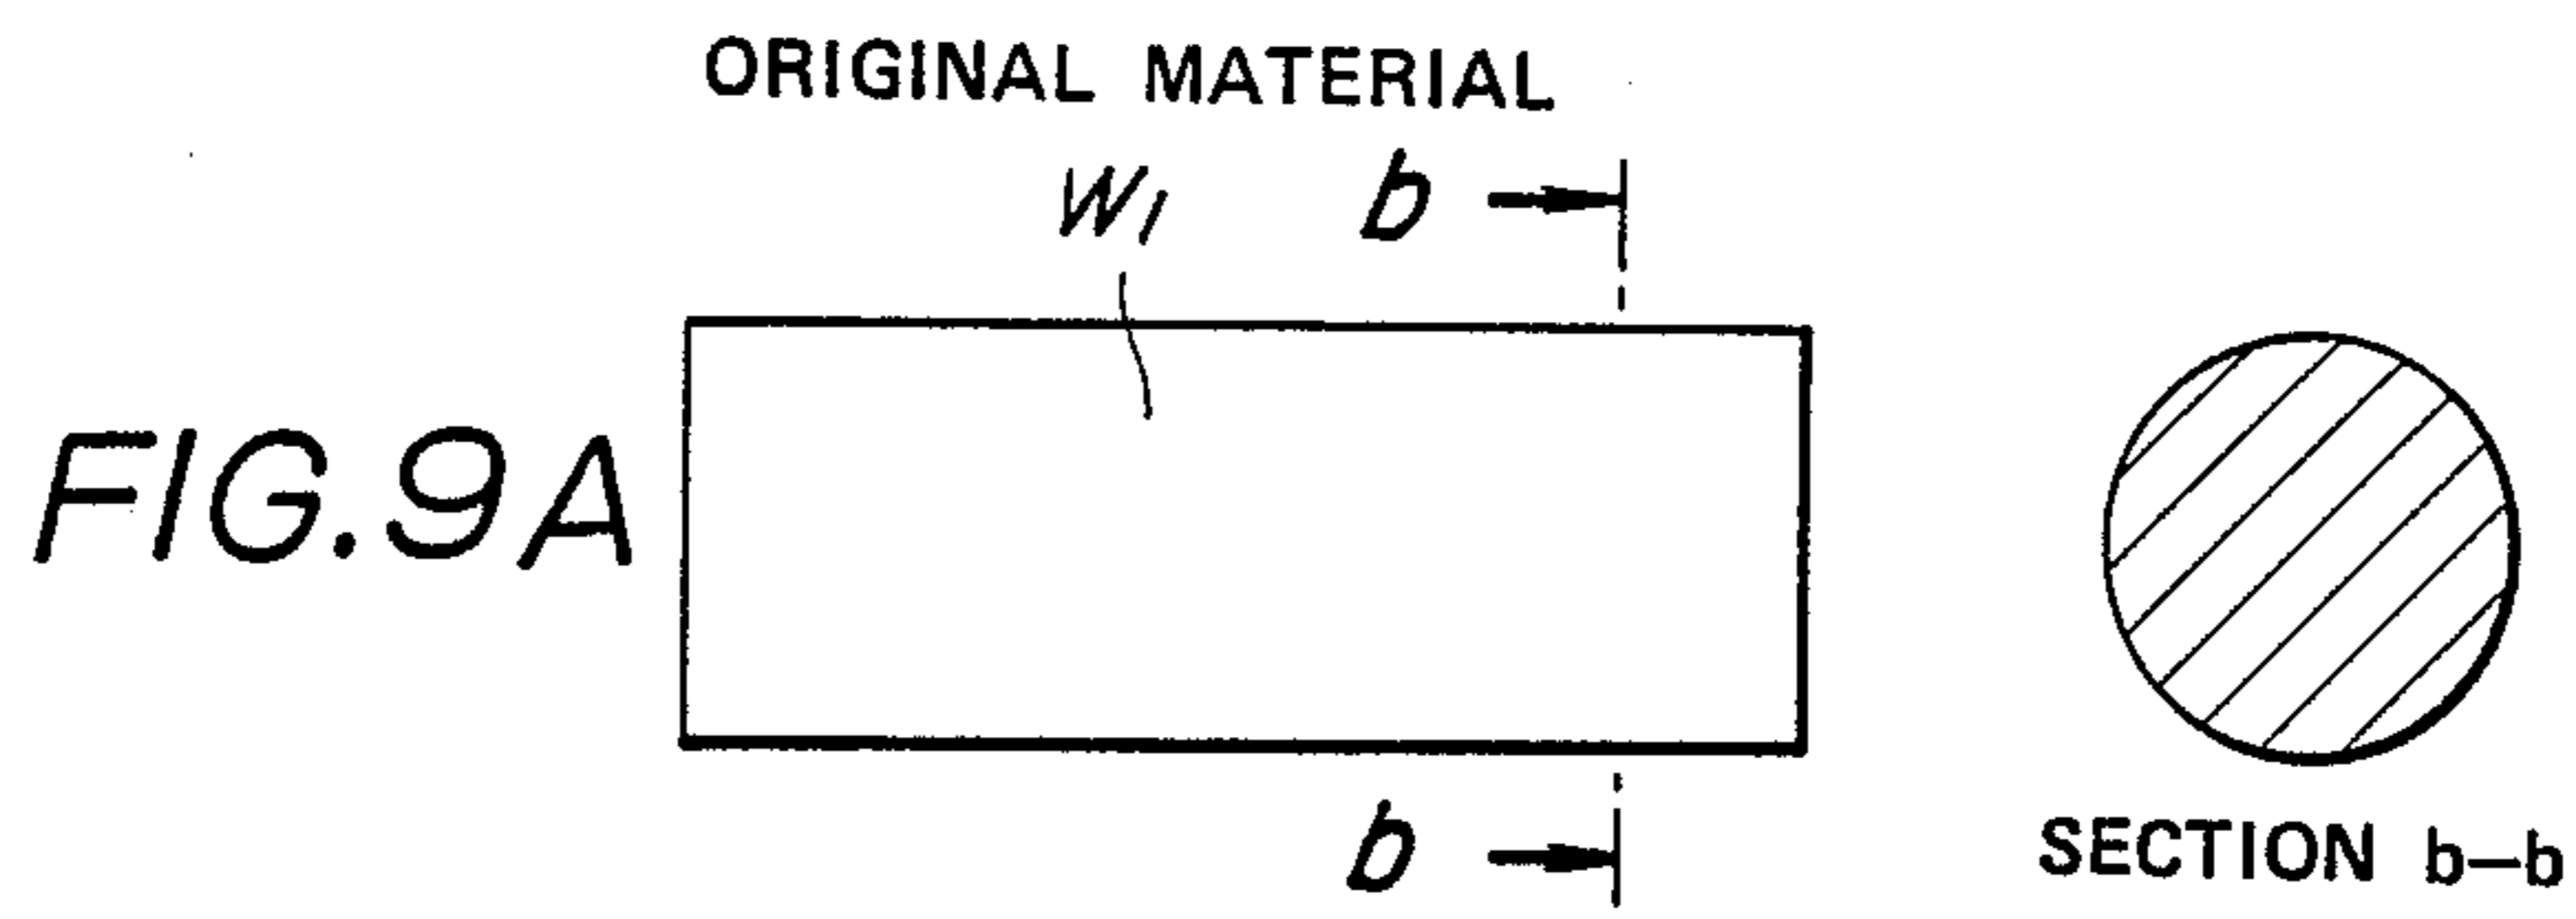 ORIGINAL MATERIAL
W1
b
FIG.9A
b
SECTION b-b